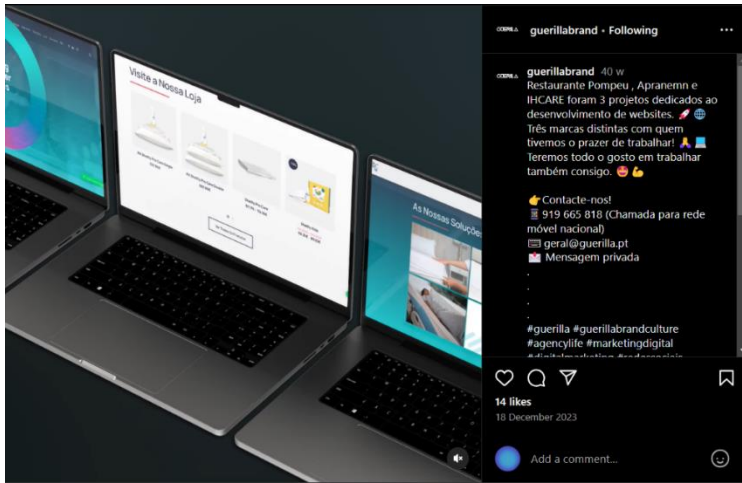 Visite a Nossa Loja
As Nossas Soluções
guerillabrand • Following
guerillabrand 40 w
Restaurante Pompeu , Apranemn e
IHCARE foram 3 projetos dedicados ao
desenvolvimento de websites. 🚀 🌐
Três marcas distintas com quem
tivemos o prazer de trabalhar! 🙏 💻
Teremos todo o gosto em trabalhar
também consigo. 🤩 💪
👉Contacte-nos!
📱 919 665 818 (Chamada para rede
móvel nacional)
⌨️ geral@guerilla.pt
📩 Mensagem privada
.
.
.
.
#guerilla #guerillabrandculture
#agencylife #marketingdigital
#digitalmarketing #redessociais
14 likes
18 December 2023
Add a comment...